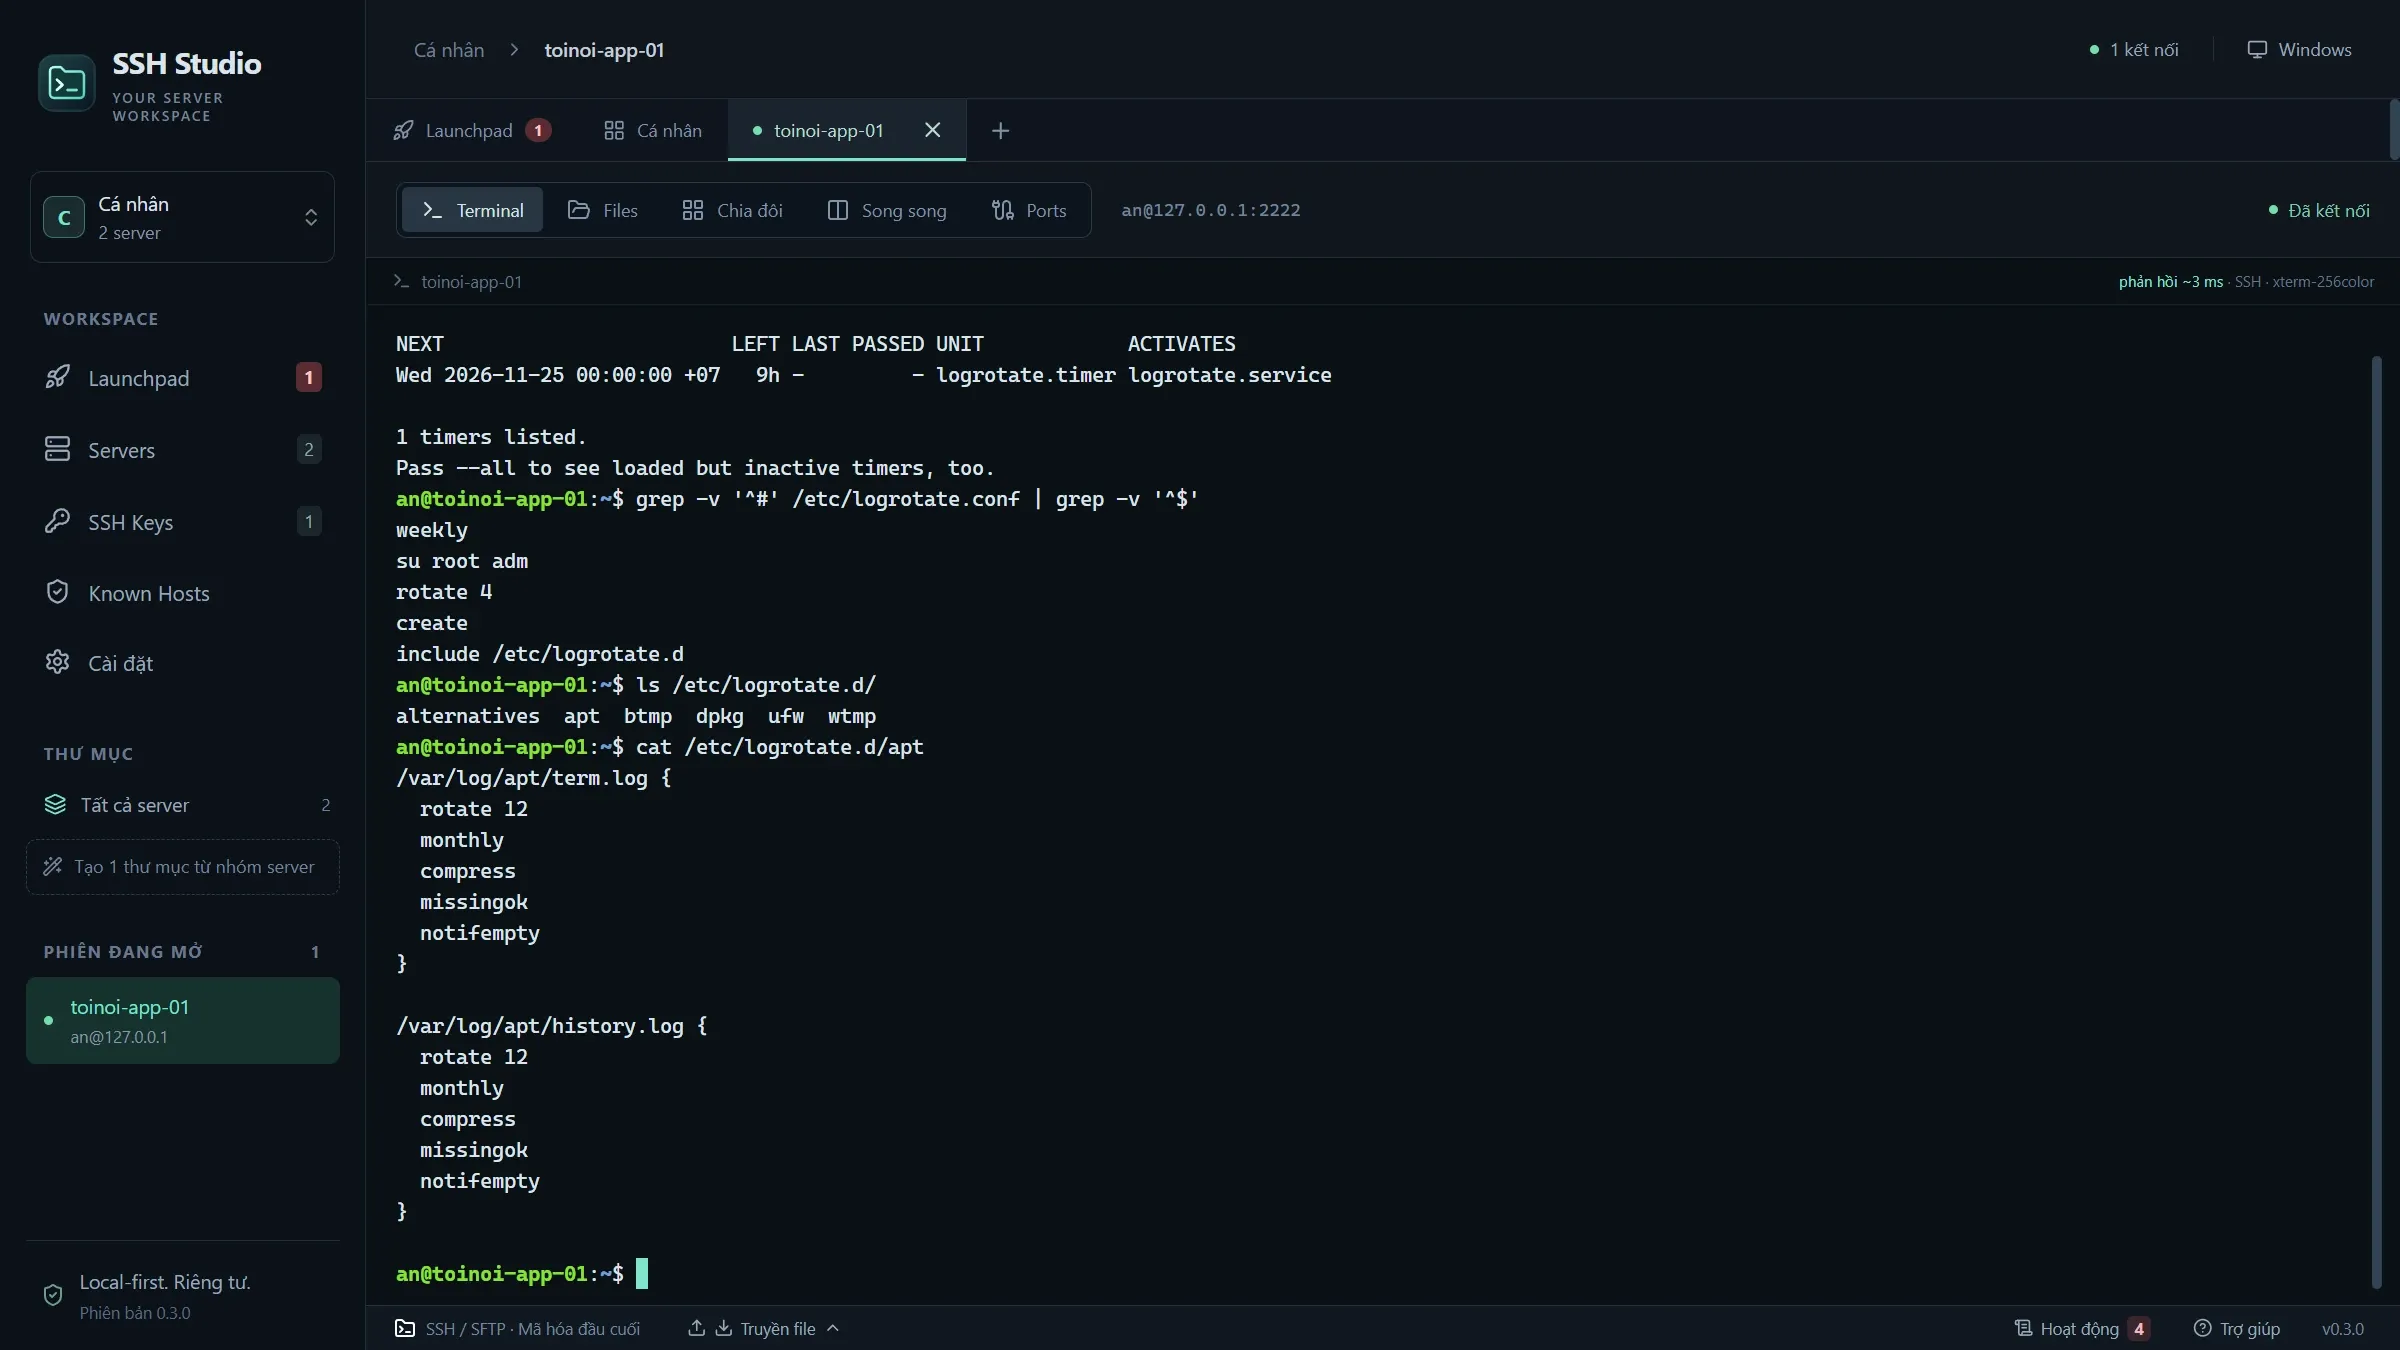 SSH Studio
YOUR SERVER
WORKSPACE
C
Cá nhân
2 server
WORKSPACE
Launchpad 1
Servers 2
SSH Keys 1
Known Hosts
Cài đặt
THƯ MỤC
Tất cả server 2
Tạo 1 thư mục từ nhóm server
PHIÊN ĐANG MỞ 1
toinoi-app-01
an@127.0.0.1
Local-first. Riêng tư.
Phiên bản 0.3.0
Cá nhân > toinoi-app-01
1 kết nối
Windows
Launchpad 1
Cá nhân
toinoi-app-01
Terminal
Files
Chia đôi
Song song
Ports
an@127.0.0.1:2222
Đã kết nối
toinoi-app-01
phản hồi ~3 ms · SSH · xterm-256color
NEXT                        LEFT LAST PASSED UNIT            ACTIVATES
Wed 2026-11-25 00:00:00 +07   9h -         - logrotate.timer logrotate.service
1 timers listed.
Pass --all to see loaded but inactive timers, too.
an@toinoi-app-01:~$ grep -v '^#' /etc/logrotate.conf | grep -v '^$'
weekly
su root adm
rotate 4
create
include /etc/logrotate.d
an@toinoi-app-01:~$ ls /etc/logrotate.d/
alternatives  apt  btmp  dpkg  ufw  wtmp
an@toinoi-app-01:~$ cat /etc/logrotate.d/apt
/var/log/apt/term.log {
  rotate 12
  monthly
  compress
  missingok
  notifempty
}
/var/log/apt/history.log {
  rotate 12
  monthly
  compress
  missingok
  notifempty
}
an@toinoi-app-01:~$
SSH / SFTP · Mã hóa đầu cuối
Truyền file
Hoạt động 4
Trợ giúp
v0.3.0